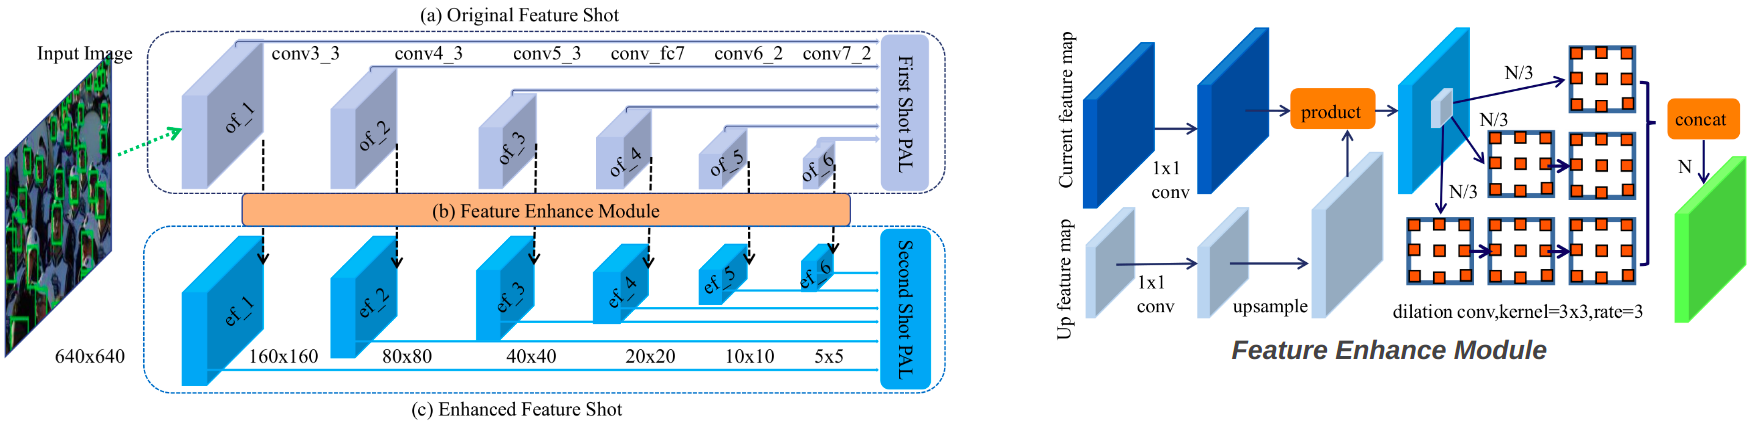 (a) Original Feature Shot
Input Image
conv3_3
conv4_3
conv5_3
conv_fc7
conv6_2
conv7_2
of_1
of_2
of_3
of_4
of_5
of_6
First Shot PAL
(b) Feature Enhance Module
ef_1
ef_2
ef_3
ef_4
ef_5
ef_6
Second Shot PAL
640x640
160x160
80x80
40x40
20x20
10x10
5x5
(c) Enhanced Feature Shot
Current feature map
1x1
conv
product
N/3
N/3
N/3
concat
N
Up feature map
1x1
conv
upsample
dilation conv,kernel=3x3,rate=3
Feature Enhance Module